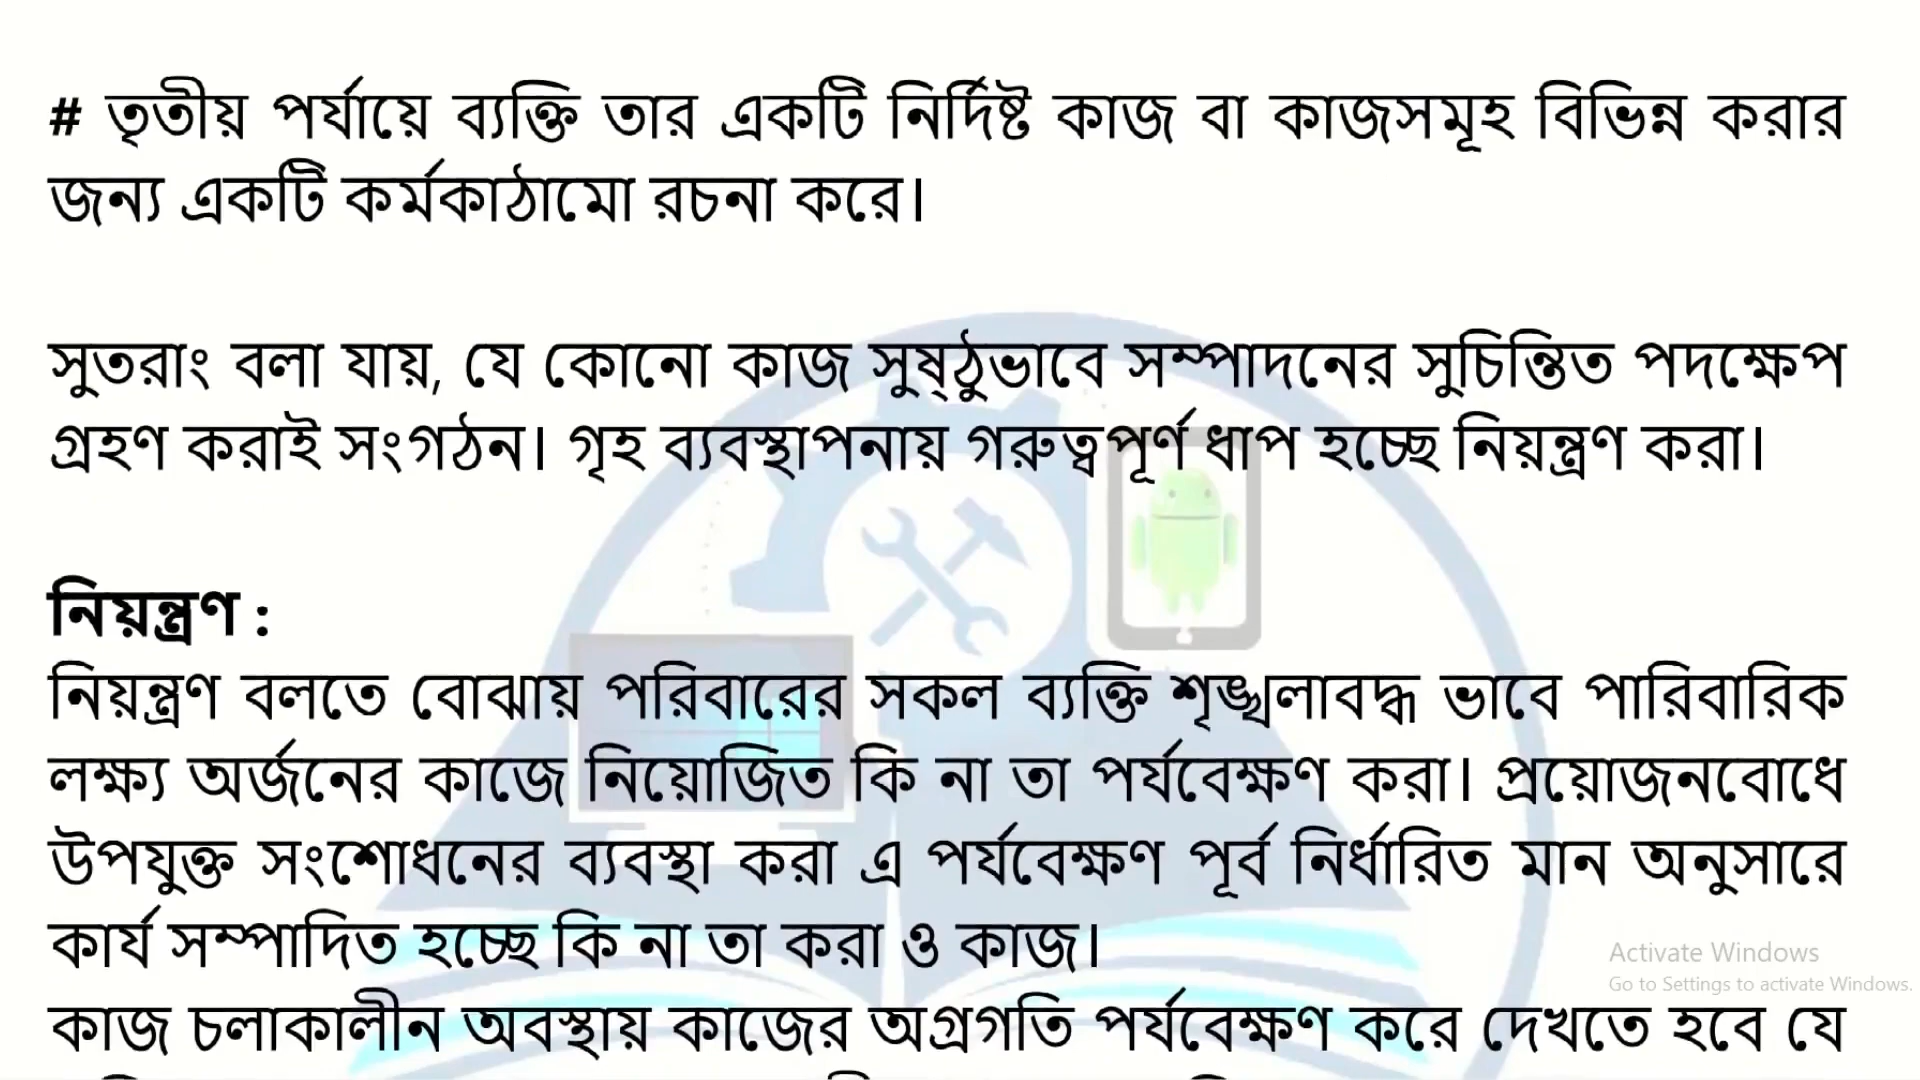 # তৃতীয় পর্যায়ে ব্যক্তি তার একটি নির্দিষ্ট কাজ বা কাজসমূহ বিভিন্ন করার
জন্য একটি কর্মকাঠামো রচনা করে।
সুতরাং বলা যায়, যে কোনো কাজ সুষ্ঠুভাবে সম্পাদনের সুচিন্তিত পদক্ষেপ
গ্রহণ করাই সংগঠন। গৃহ ব্যবস্থাপনায় গরুত্বপূর্ণ ধাপ হচ্ছে নিয়ন্ত্রণ করা।
নিয়ন্ত্রণ :
নিয়ন্ত্রণ বলতে বোঝায় পরিবারের সকল ব্যক্তি শৃঙ্খলাবদ্ধ ভাবে পারিবারিক
লক্ষ্য অর্জনের কাজে নিয়োজিত কি না তা পর্যবেক্ষণ করা। প্রয়োজনবোধে
উপযুক্ত সংশোধনের ব্যবস্থা করা এ পর্যবেক্ষণ পূর্ব নির্ধারিত মান অনুসারে
কার্য সম্পাদিত হচ্ছে কি না তা করা ও কাজ।
কাজ চলাকালীন অবস্থায় কাজের অগ্রগতি পর্যবেক্ষণ করে দেখতে হবে যে
Activate Windows
Go to Settings to activate Windows.